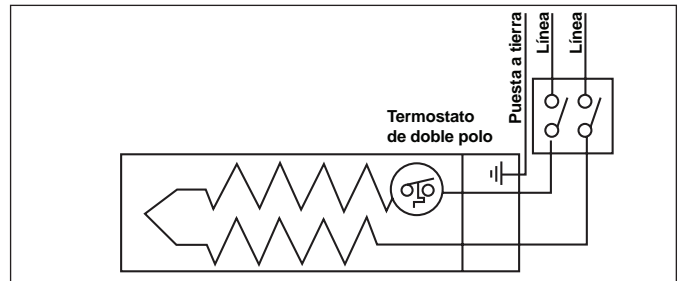 Puesta a tierra
Línea
Línea
Termostato
de doble polo